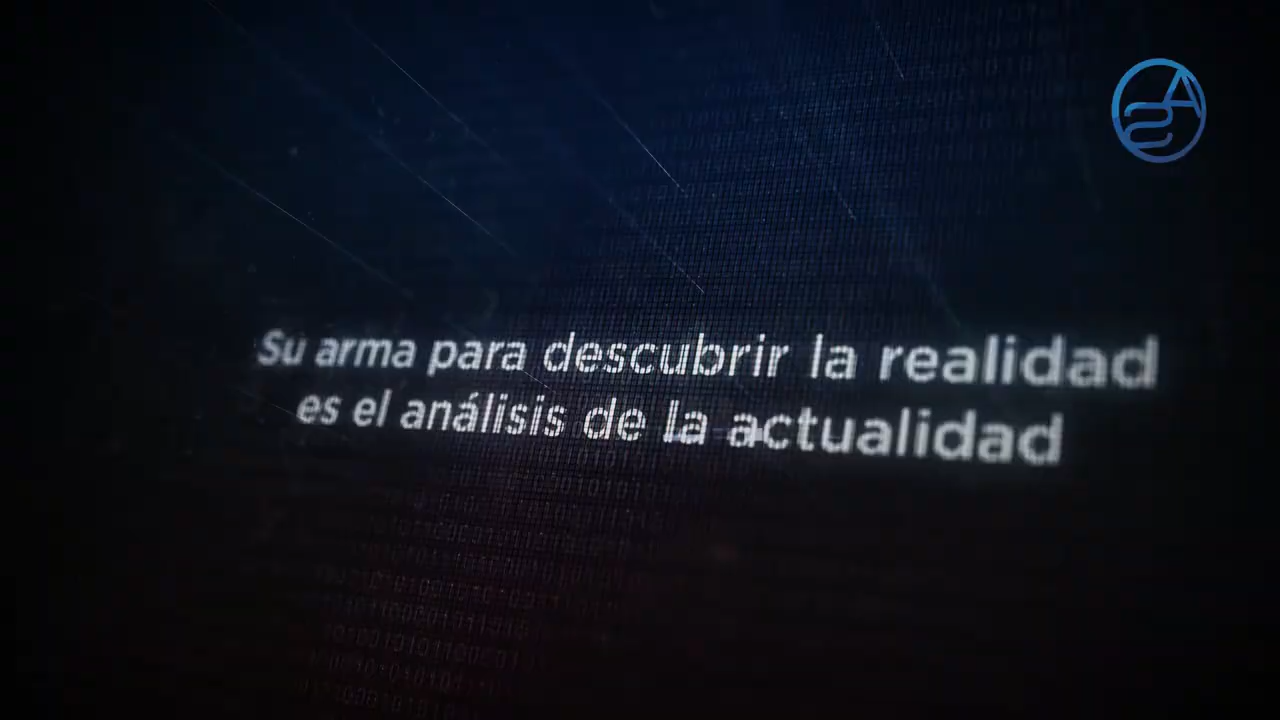 Su arma para descubrir la realidad
es el análisis de la actualidad